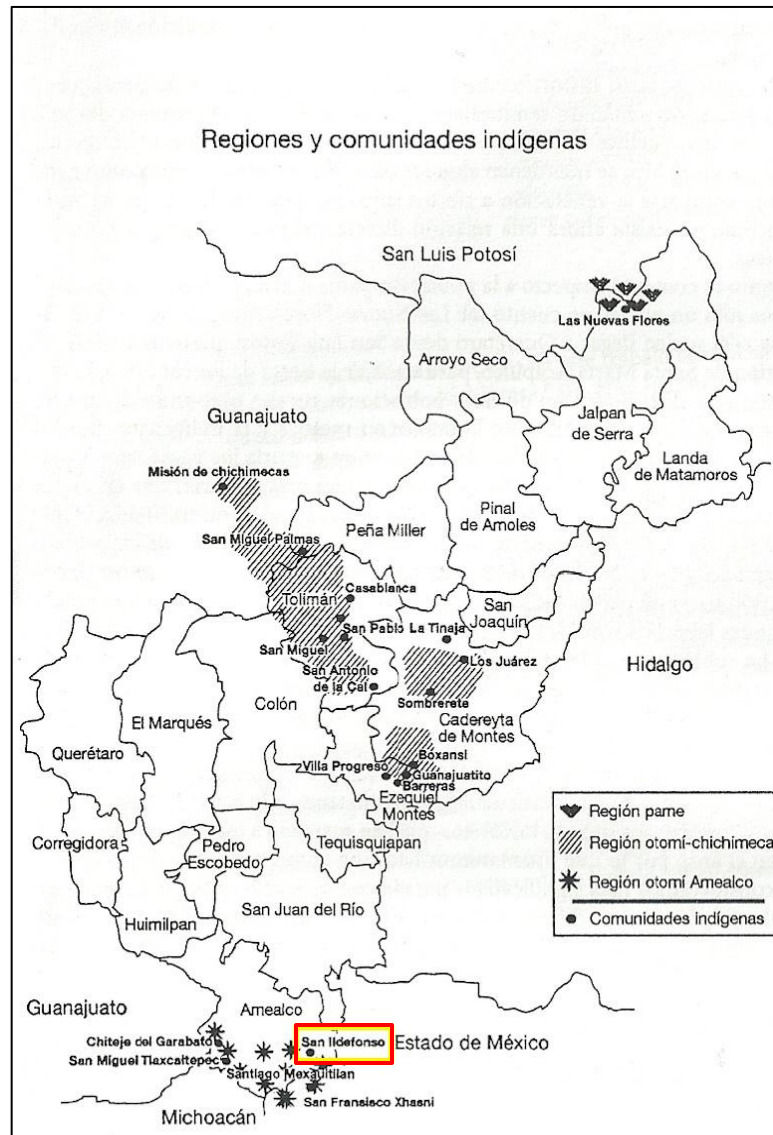 Regiones y comunidades indígenas
San Luis Potosí
Las Nuevas Flores
Arroyo Seco
Guanajuato
Jalpan
de Serra
Landa
de Matamoros
Misión de chichimecas
Pinal
de Amoles
Peña Miller
San Miguel Palmas
Casablanca
Tolimán
San
Joaquín
San Pablo
La Tinaja
San Miguel
Los Juárez
Hidalgo
San Antonio
de la Cal
Sombrerete
Colón
El Marqués
Cadereyta
de Montes
Querétaro
Boxansi
Villa Progreso
Guanajuatito
Barreras
Ezequiel
Montes
Corregidora
Pedro
Escobedo
Tequisquiapan
San Juan del Río
Huimilpan
Región pame
Región otomí-chichimeca
Región otomí Amealco
Comunidades indígenas
Guanajuato
Amealco
Chiteje del Garabato
San Ildefonso
Estado de México
San Miguel Tlaxcaltepec
Santiago Mexquititlan
San Fransisco Xhasni
Michoacán